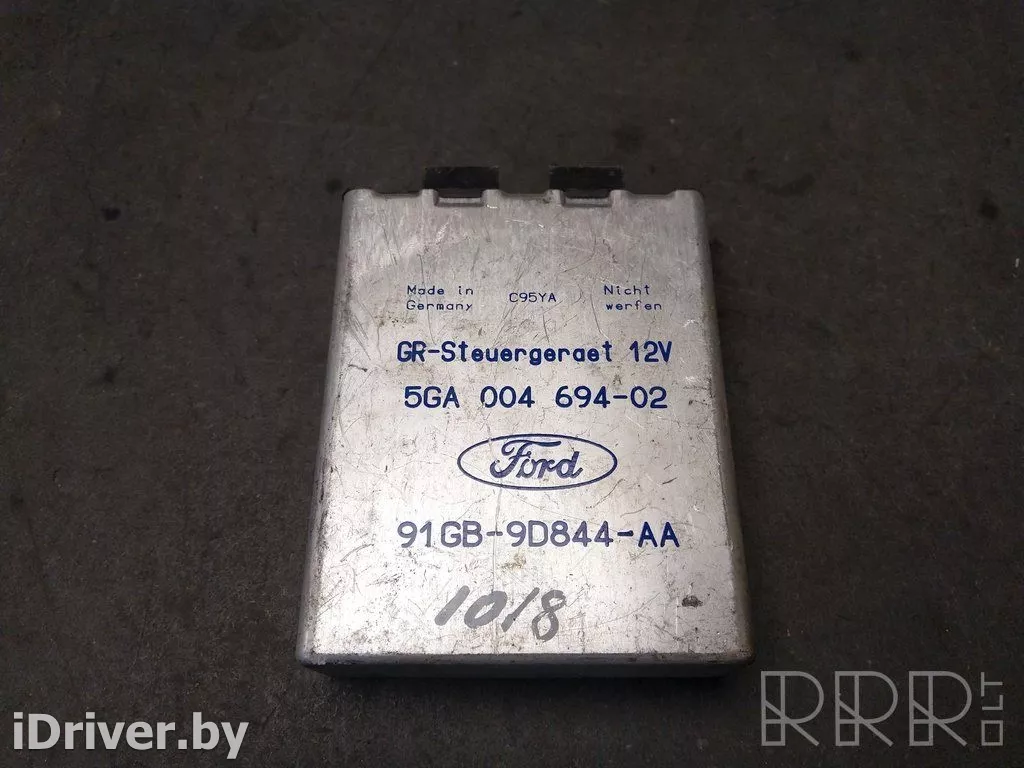 Made in Germany
C95YA
Nicht werfen
GR-Steuergeraet 12V
5GA 004 694-02
Ford
91GB-9D844-AA
1018
iDriver.by
RRR.LT